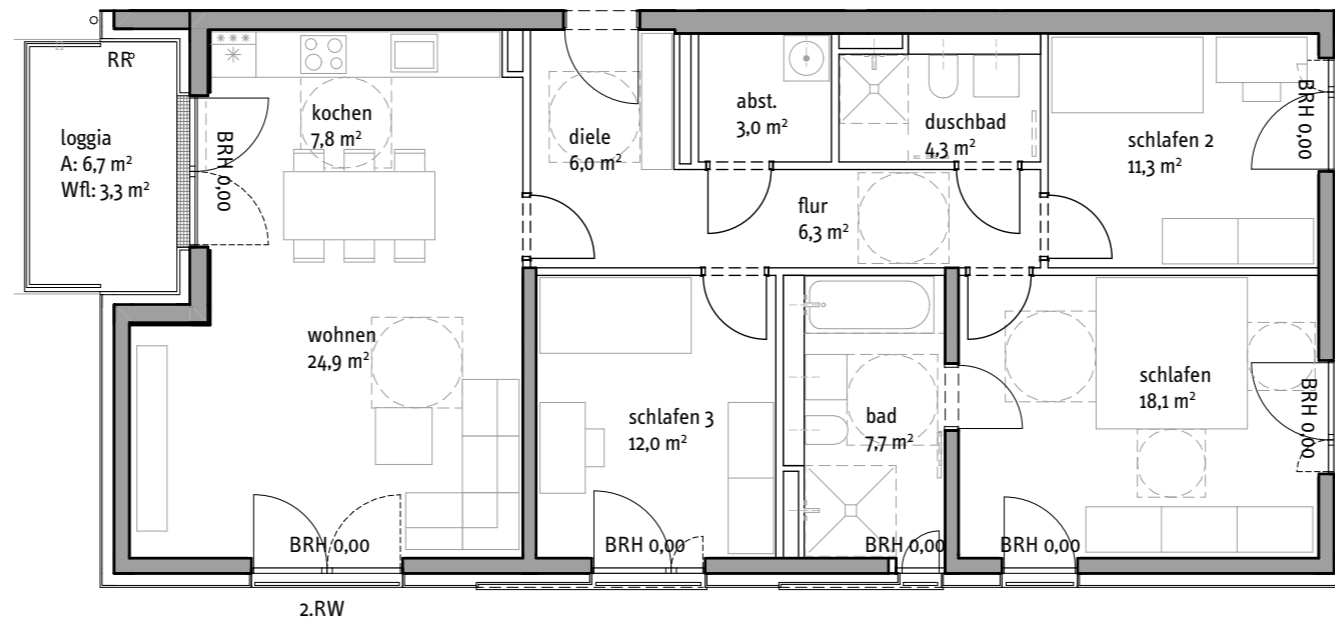 RR
loggia
A: 6,7 m²
Wfl: 3,3 m²
BRH 0,00
kochen
7,8 m²
diele
6,0 m²
abst.
3,0 m²
duschbad
4,3 m²
schlafen 2
11,3 m²
BRH 0,00
flur
6,3 m²
wohnen
24,9 m²
schlafen 3
12,0 m²
bad
7,7 m²
schlafen
18,1 m²
BRH 0,00
BRH 0,00
BRH 0,00
BRH 0,00
BRH 0,00
2.RW